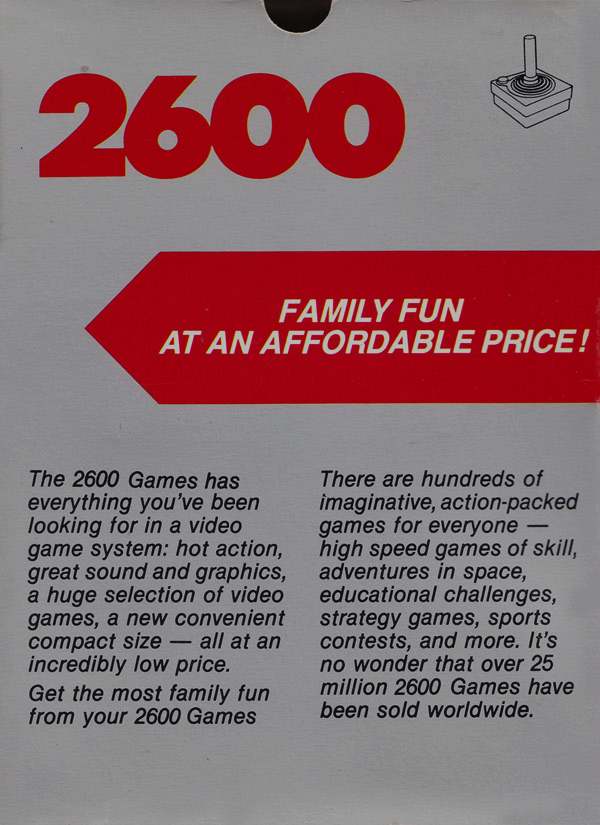 2600
FAMILY FUN
AT AN AFFORDABLE PRICE!
The 2600 Games has
everything you've been
looking for in a video
game system: hot action,
great sound and graphics,
a huge selection of video
games, a new convenient
compact size — all at an
incredibly low price.
Get the most family fun
from your 2600 Games
There are hundreds of
imaginative, action-packed
games for everyone —
high speed games of skill,
adventures in space,
educational challenges,
strategy games, sports
contests, and more. It's
no wonder that over 25
million 2600 Games have
been sold worldwide.